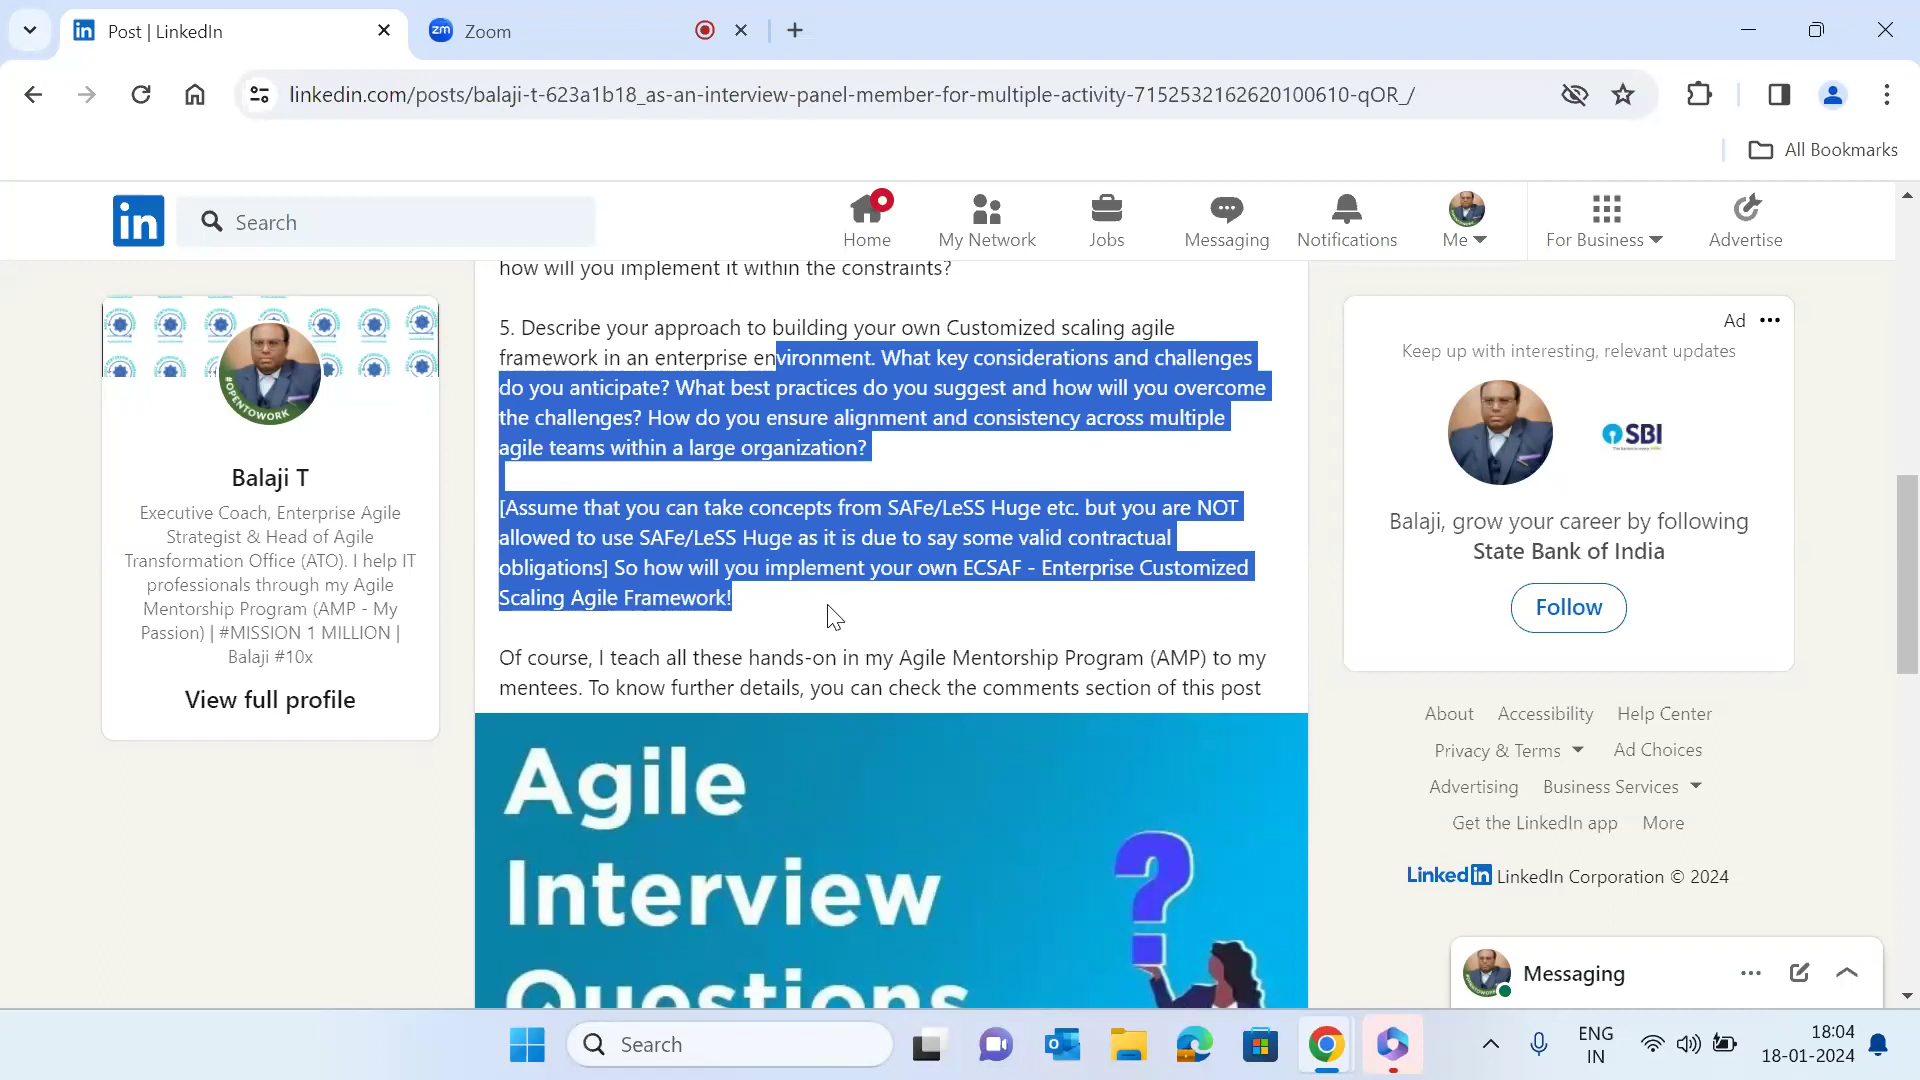 Post | LinkedIn
zm
Zoom
linkedin.com/posts/balaji-t-623a1b18_as-an-interview-panel-member-for-multiple-activity-7152532162620100610-qOR_/
All Bookmarks
in
Search
Home
My Network
Jobs
Messaging
Notifications
Me
For Business
Advertise
how will you implement it within the constraints?
5. Describe your approach to building your own Customized scaling agile
framework in an enterprise environment. What key considerations and challenges
do you anticipate? What best practices do you suggest and how will you overcome
the challenges? How do you ensure alignment and consistency across multiple
agile teams within a large organization?
[Assume that you can take concepts from SAFe/LeSS Huge etc. but you are NOT
allowed to use SAFe/LeSS Huge as it is due to say some valid contractual
obligations] So how will you implement your own ECSAF - Enterprise Customized
Scaling Agile Framework!
Of course, I teach all these hands-on in my Agile Mentorship Program (AMP) to my
mentees. To know further details, you can check the comments section of this post
Agile
Interview
Questions
#OPENTOWORK
Balaji T
Executive Coach, Enterprise Agile
Strategist & Head of Agile
Transformation Office (ATO). I help IT
professionals through my Agile
Mentorship Program (AMP - My
Passion) | #MISSION 1 MILLION |
Balaji #10x
View full profile
Ad
Keep up with interesting, relevant updates
SBI
Balaji, grow your career by following
State Bank of India
Follow
About Accessibility Help Center
Privacy & Terms Ad Choices
Advertising Business Services
Get the LinkedIn app More
LinkedIn LinkedIn Corporation © 2024
Messaging
Search
ENG
IN
18:04
18-01-2024